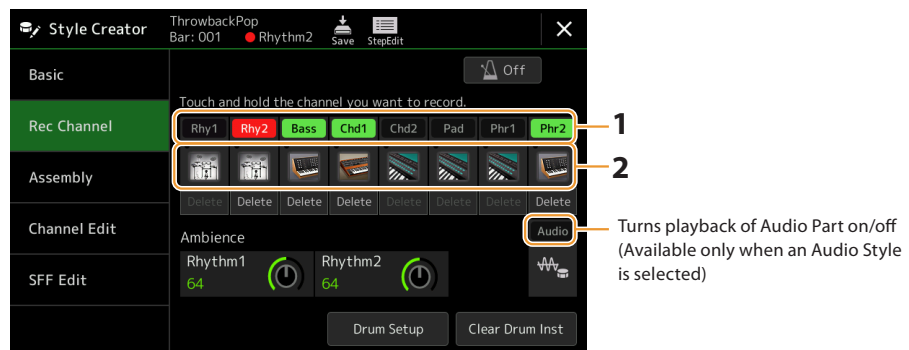 Style Creator
ThrowbackPop
Bar: 001 Rhythm2
Save StepEdit
Basic
Off
Touch and hold the channel you want to record.
Rec Channel
Rhy1 Rhy2 Bass Chd1 Chd2 Pad Phr1 Phr2
1
2
Assembly
Delete Delete Delete Delete Delete Delete Delete Delete
Channel Edit
Ambience
Audio
Turns playback of Audio Part on/off
(Available only when an Audio Style
is selected)
SFF Edit
Rhythm1
64
Rhythm2
64
Drum Setup
Clear Drum Inst